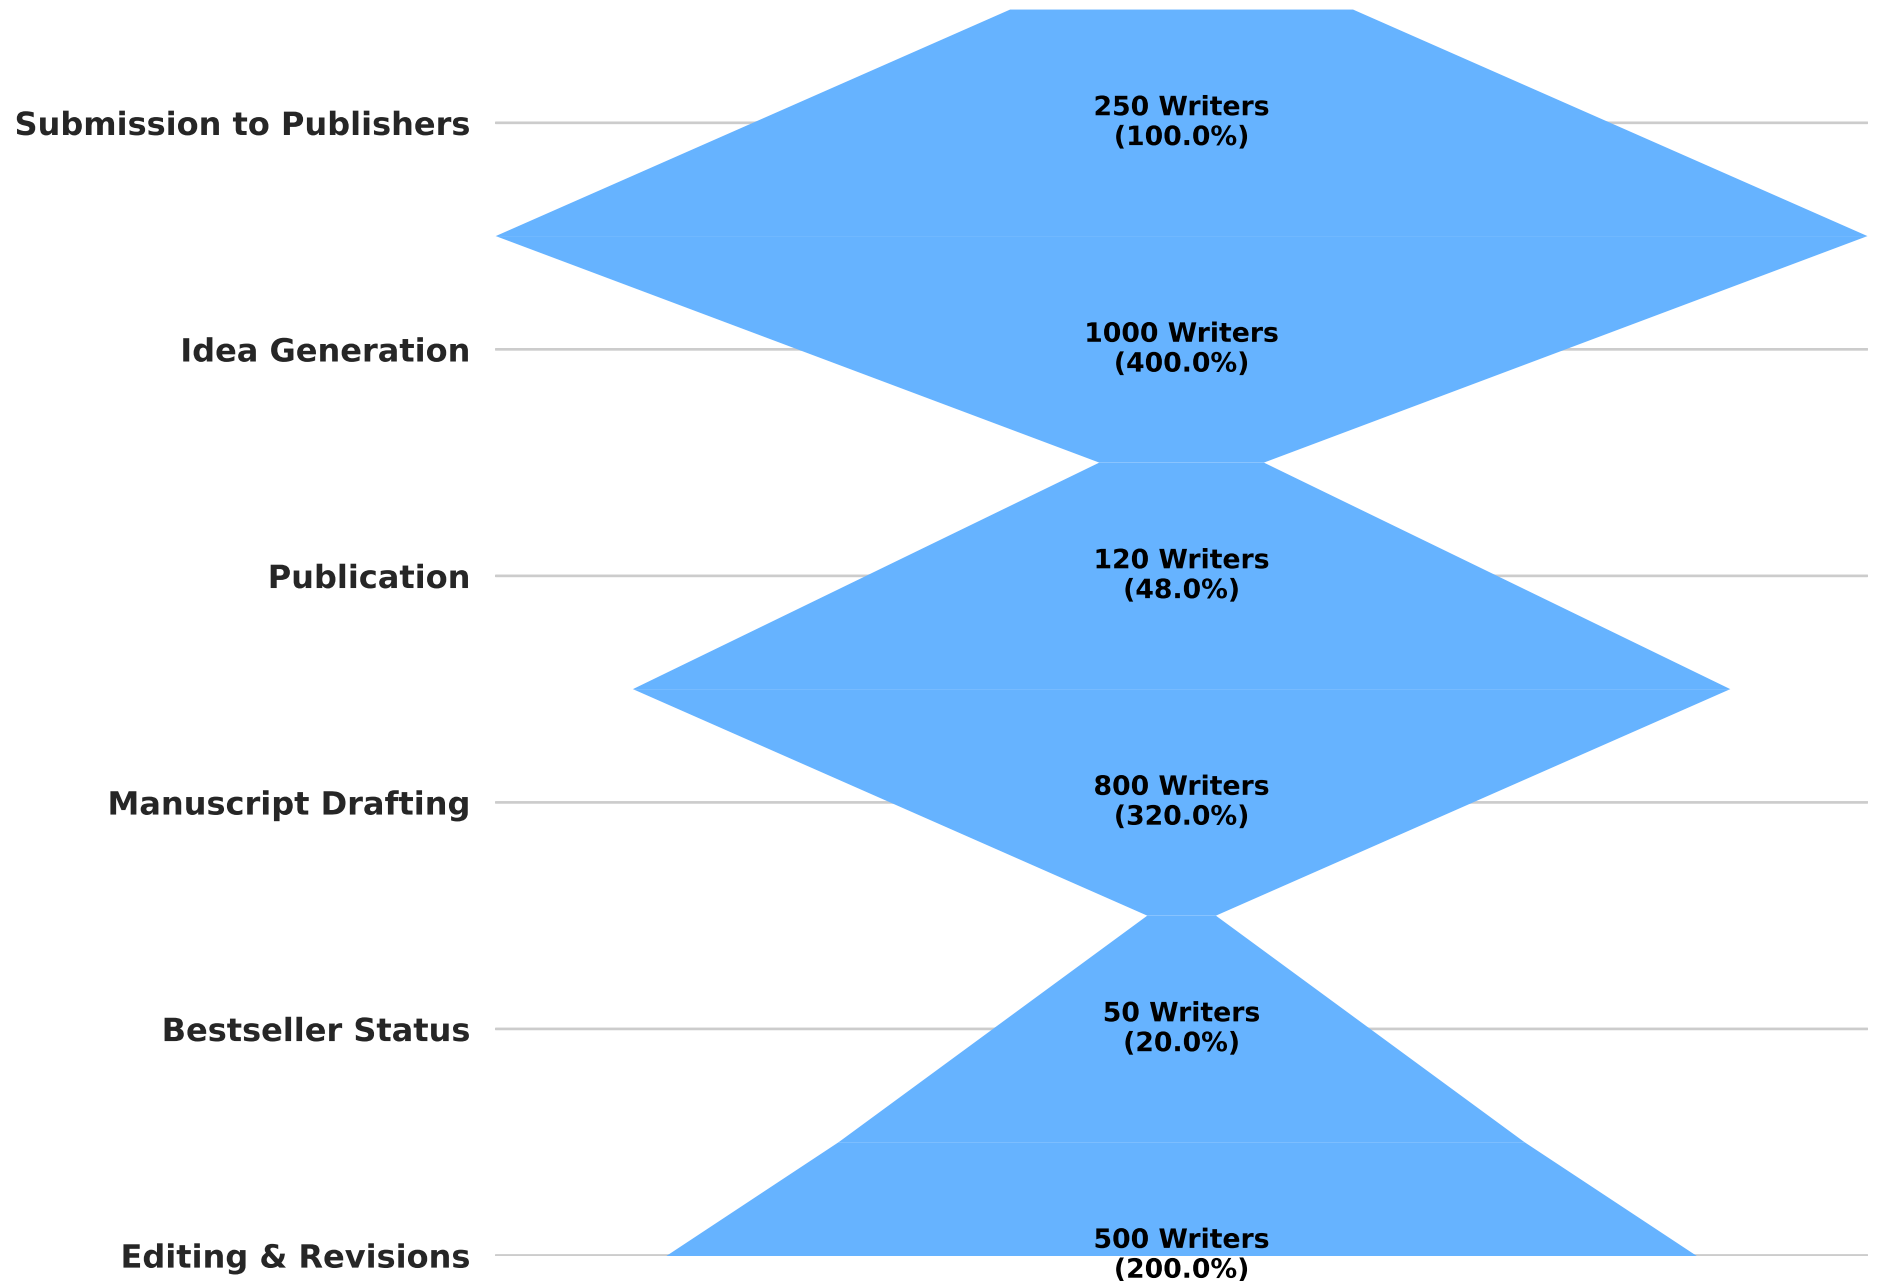 Submission to Publishers
250 Writers
(100.0%)
Idea Generation
1000 Writers
(400.0%)
Publication
120 Writers
(48.0%)
Manuscript Drafting
800 Writers
(320.0%)
Bestseller Status
50 Writers
(20.0%)
Editing & Revisions
500 Writers
(200.0%)